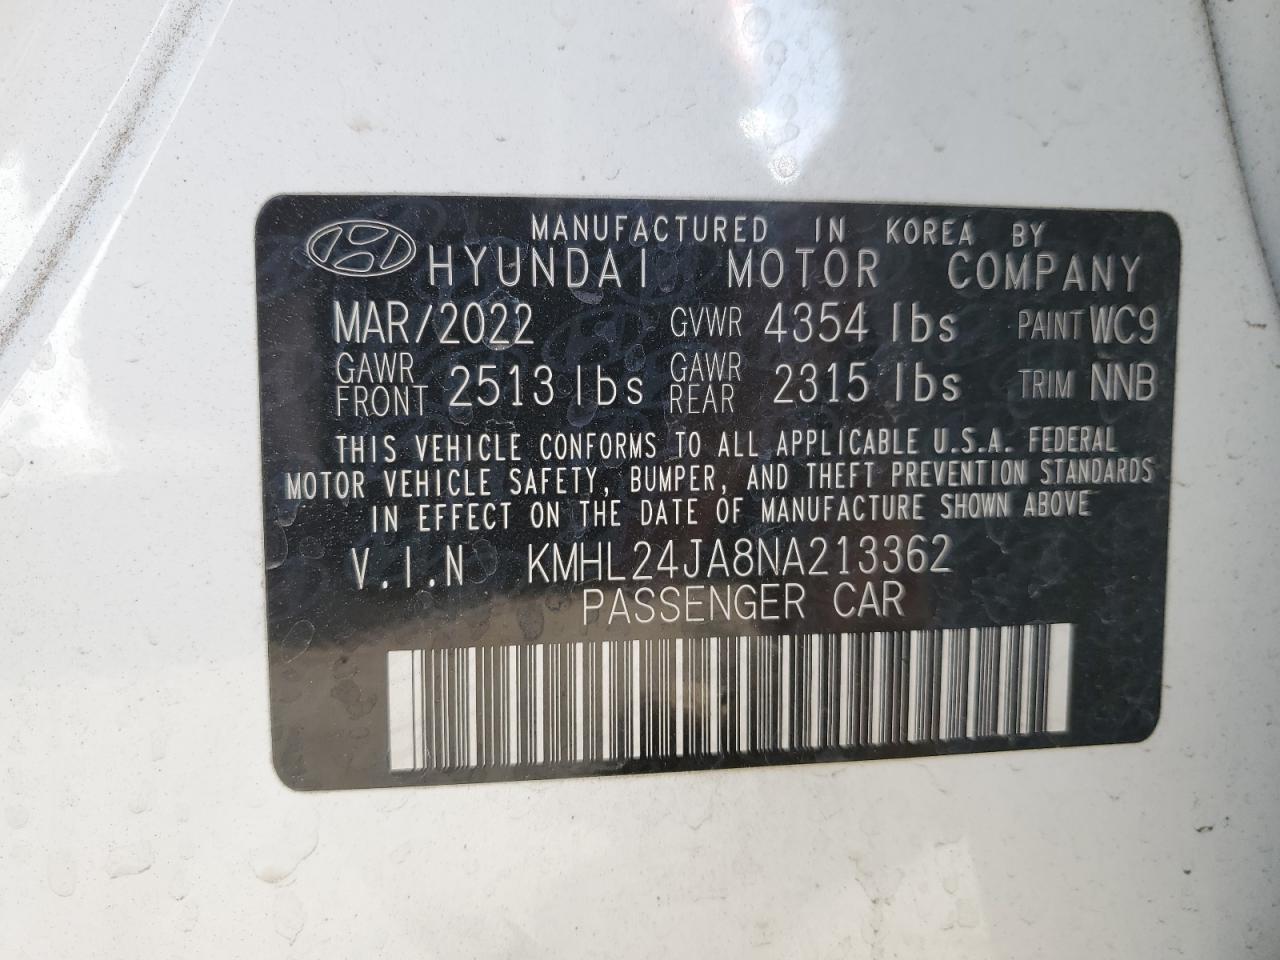 MANUFACTURED IN KOREA BY
HYUNDAI MOTOR COMPANY
MAR/2022 GVWR 4354 lbs PAINT WC9
GAWR FRONT 2513 lbs GAWR REAR 2315 lbs TRIM NNB
THIS VEHICLE CONFORMS TO ALL APPLICABLE U.S.A. FEDERAL
MOTOR VEHICLE SAFETY, BUMPER, AND THEFT PREVENTION STANDARDS
IN EFFECT ON THE DATE OF MANUFACTURE SHOWN ABOVE
V.I.N KMHL24JA8NA213362
PASSENGER CAR